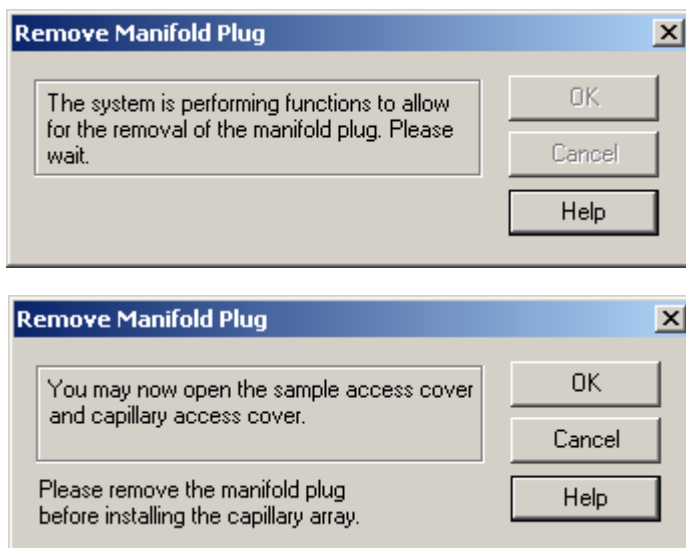 Remove Manifold Plug
The system is performing functions to allow
for the removal of the manifold plug. Please
wait.
OK
Cancel
Help
Remove Manifold Plug
You may now open the sample access cover
and capillary access cover.
Please remove the manifold plug
before installing the capillary array.
OK
Cancel
Help